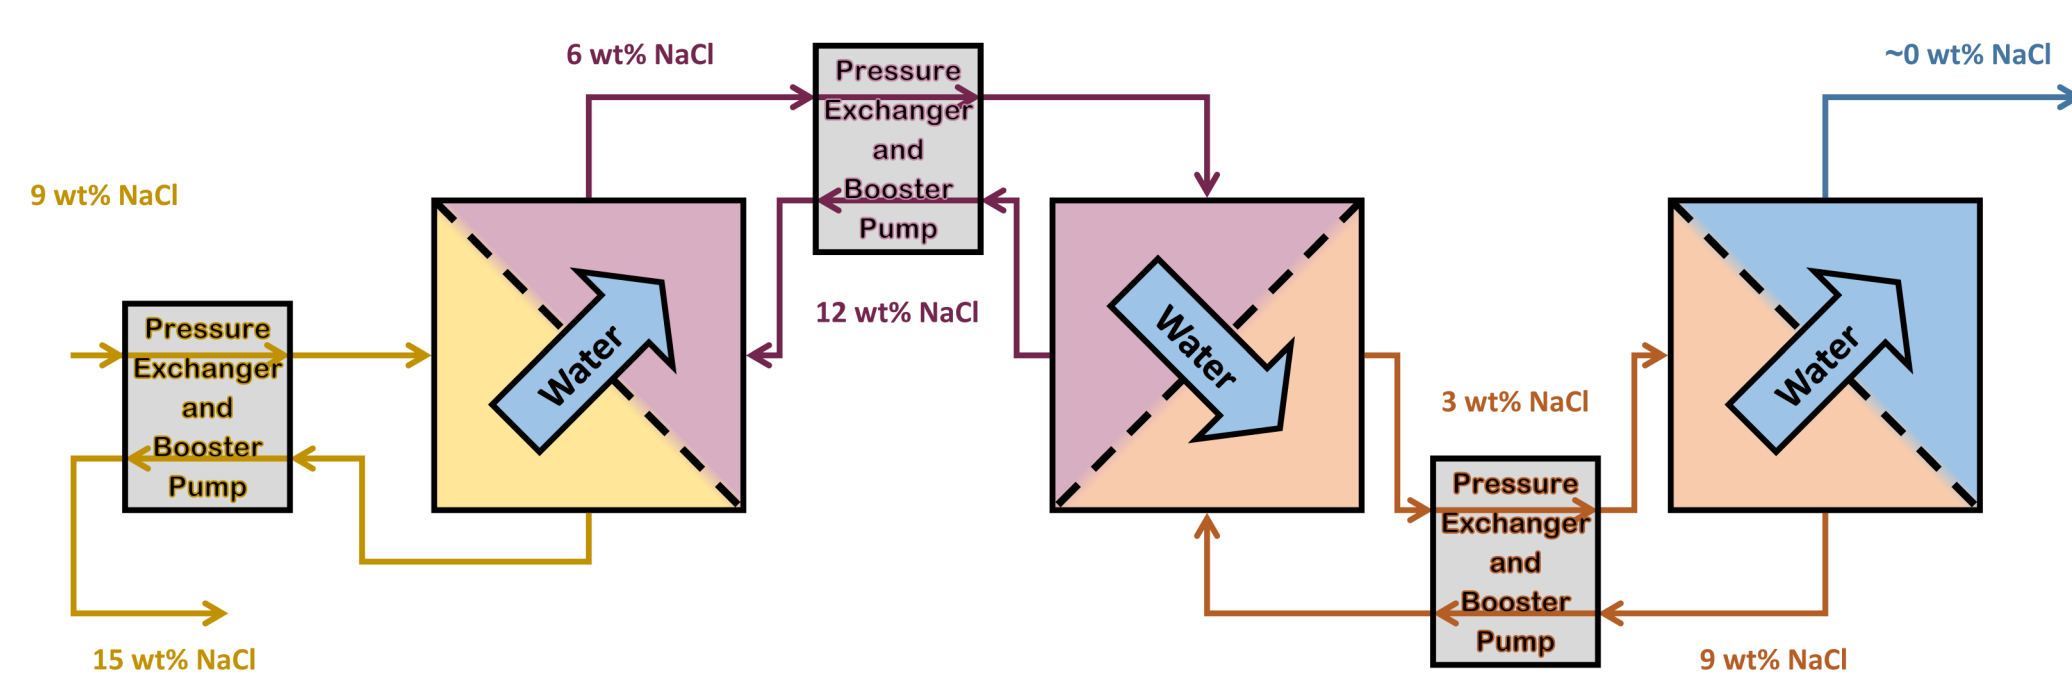 6 wt% NaCl
~0 wt% NaCl
Pressure
Exchanger
and
Booster
Pump
9 wt% NaCl
12 wt% NaCl
Pressure
Exchanger
and
Booster
Pump
Water
Water
Water
3 wt% NaCl
Pressure
Exchanger
and
Booster
Pump
15 wt% NaCl
9 wt% NaCl